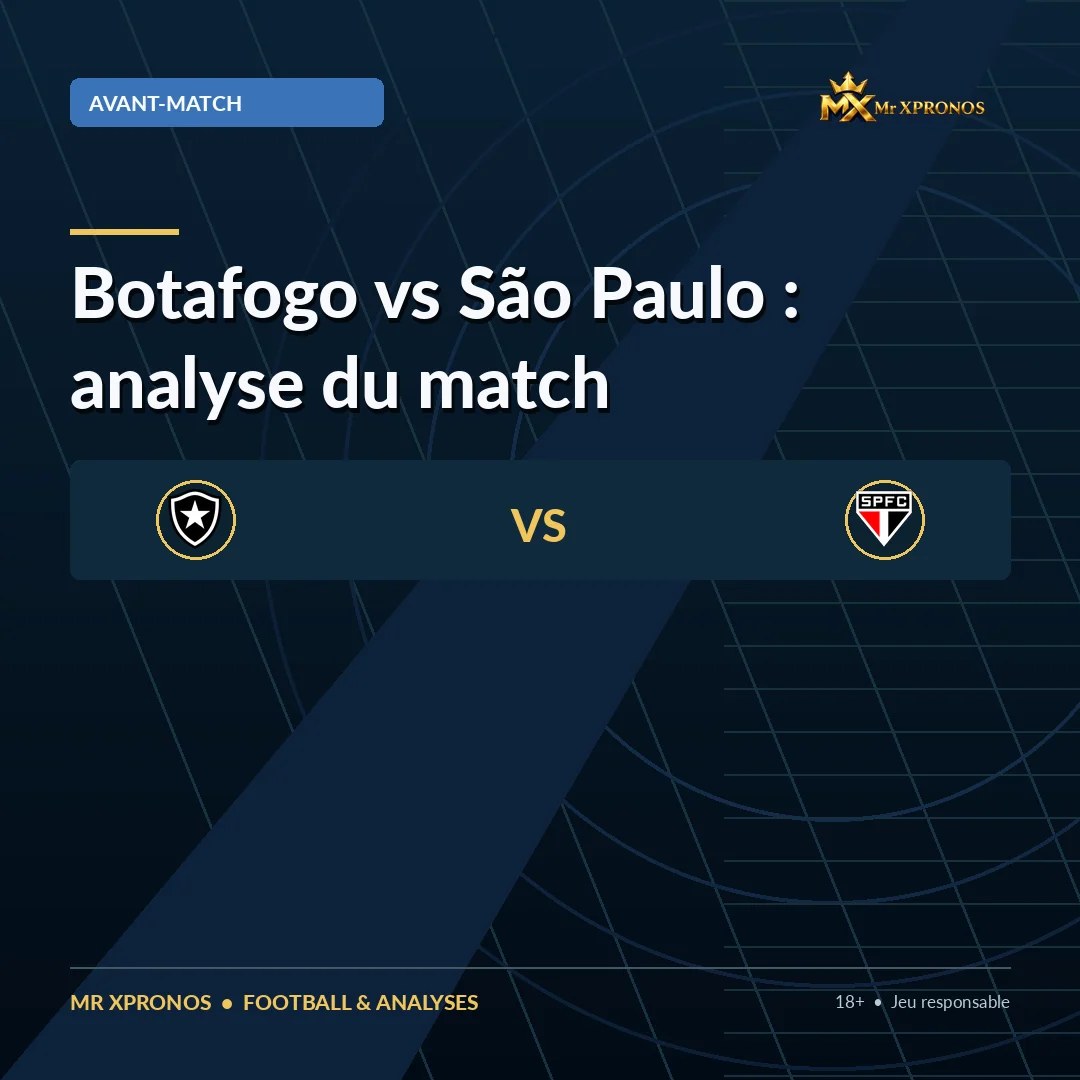 AVANT-MATCH
MX Mr XPRONOS
Botafogo vs São Paulo :
analyse du match
VS
SPFC
MR XPRONOS • FOOTBALL & ANALYSES
18+ • Jeu responsable